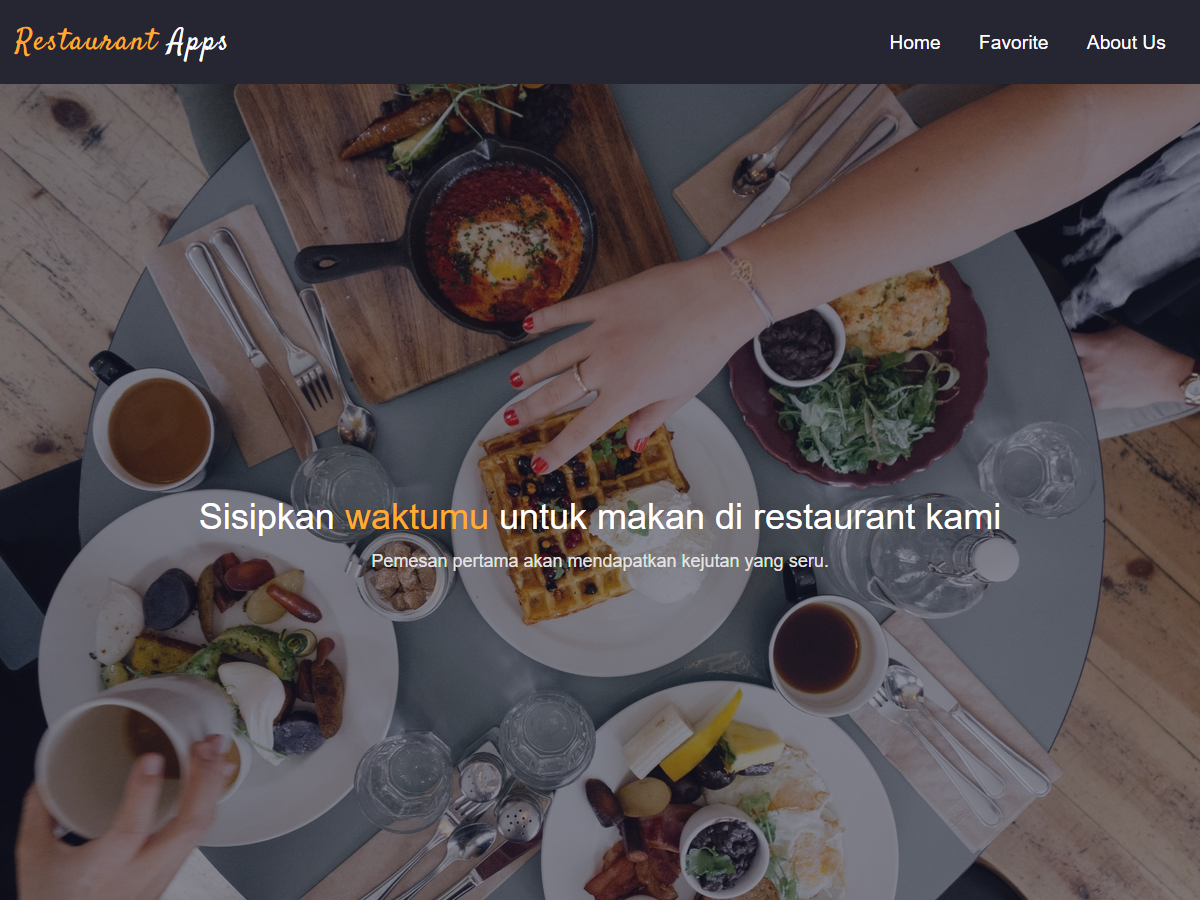 Restaurant Apps
Home
Favorite
About Us
Sisipkan waktumu untuk makan di restaurant kami
Pemesan pertama akan mendapatkan kejutan yang seru.